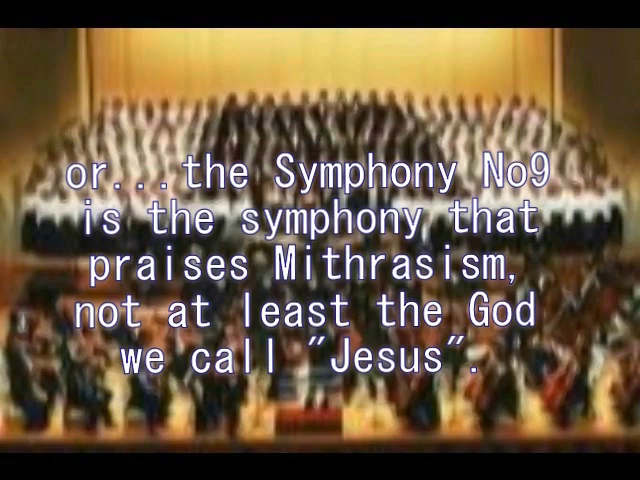 or...the Symphony No9
is the symphony that
praises Mithrasism,
not at least the God
we call "Jesus".